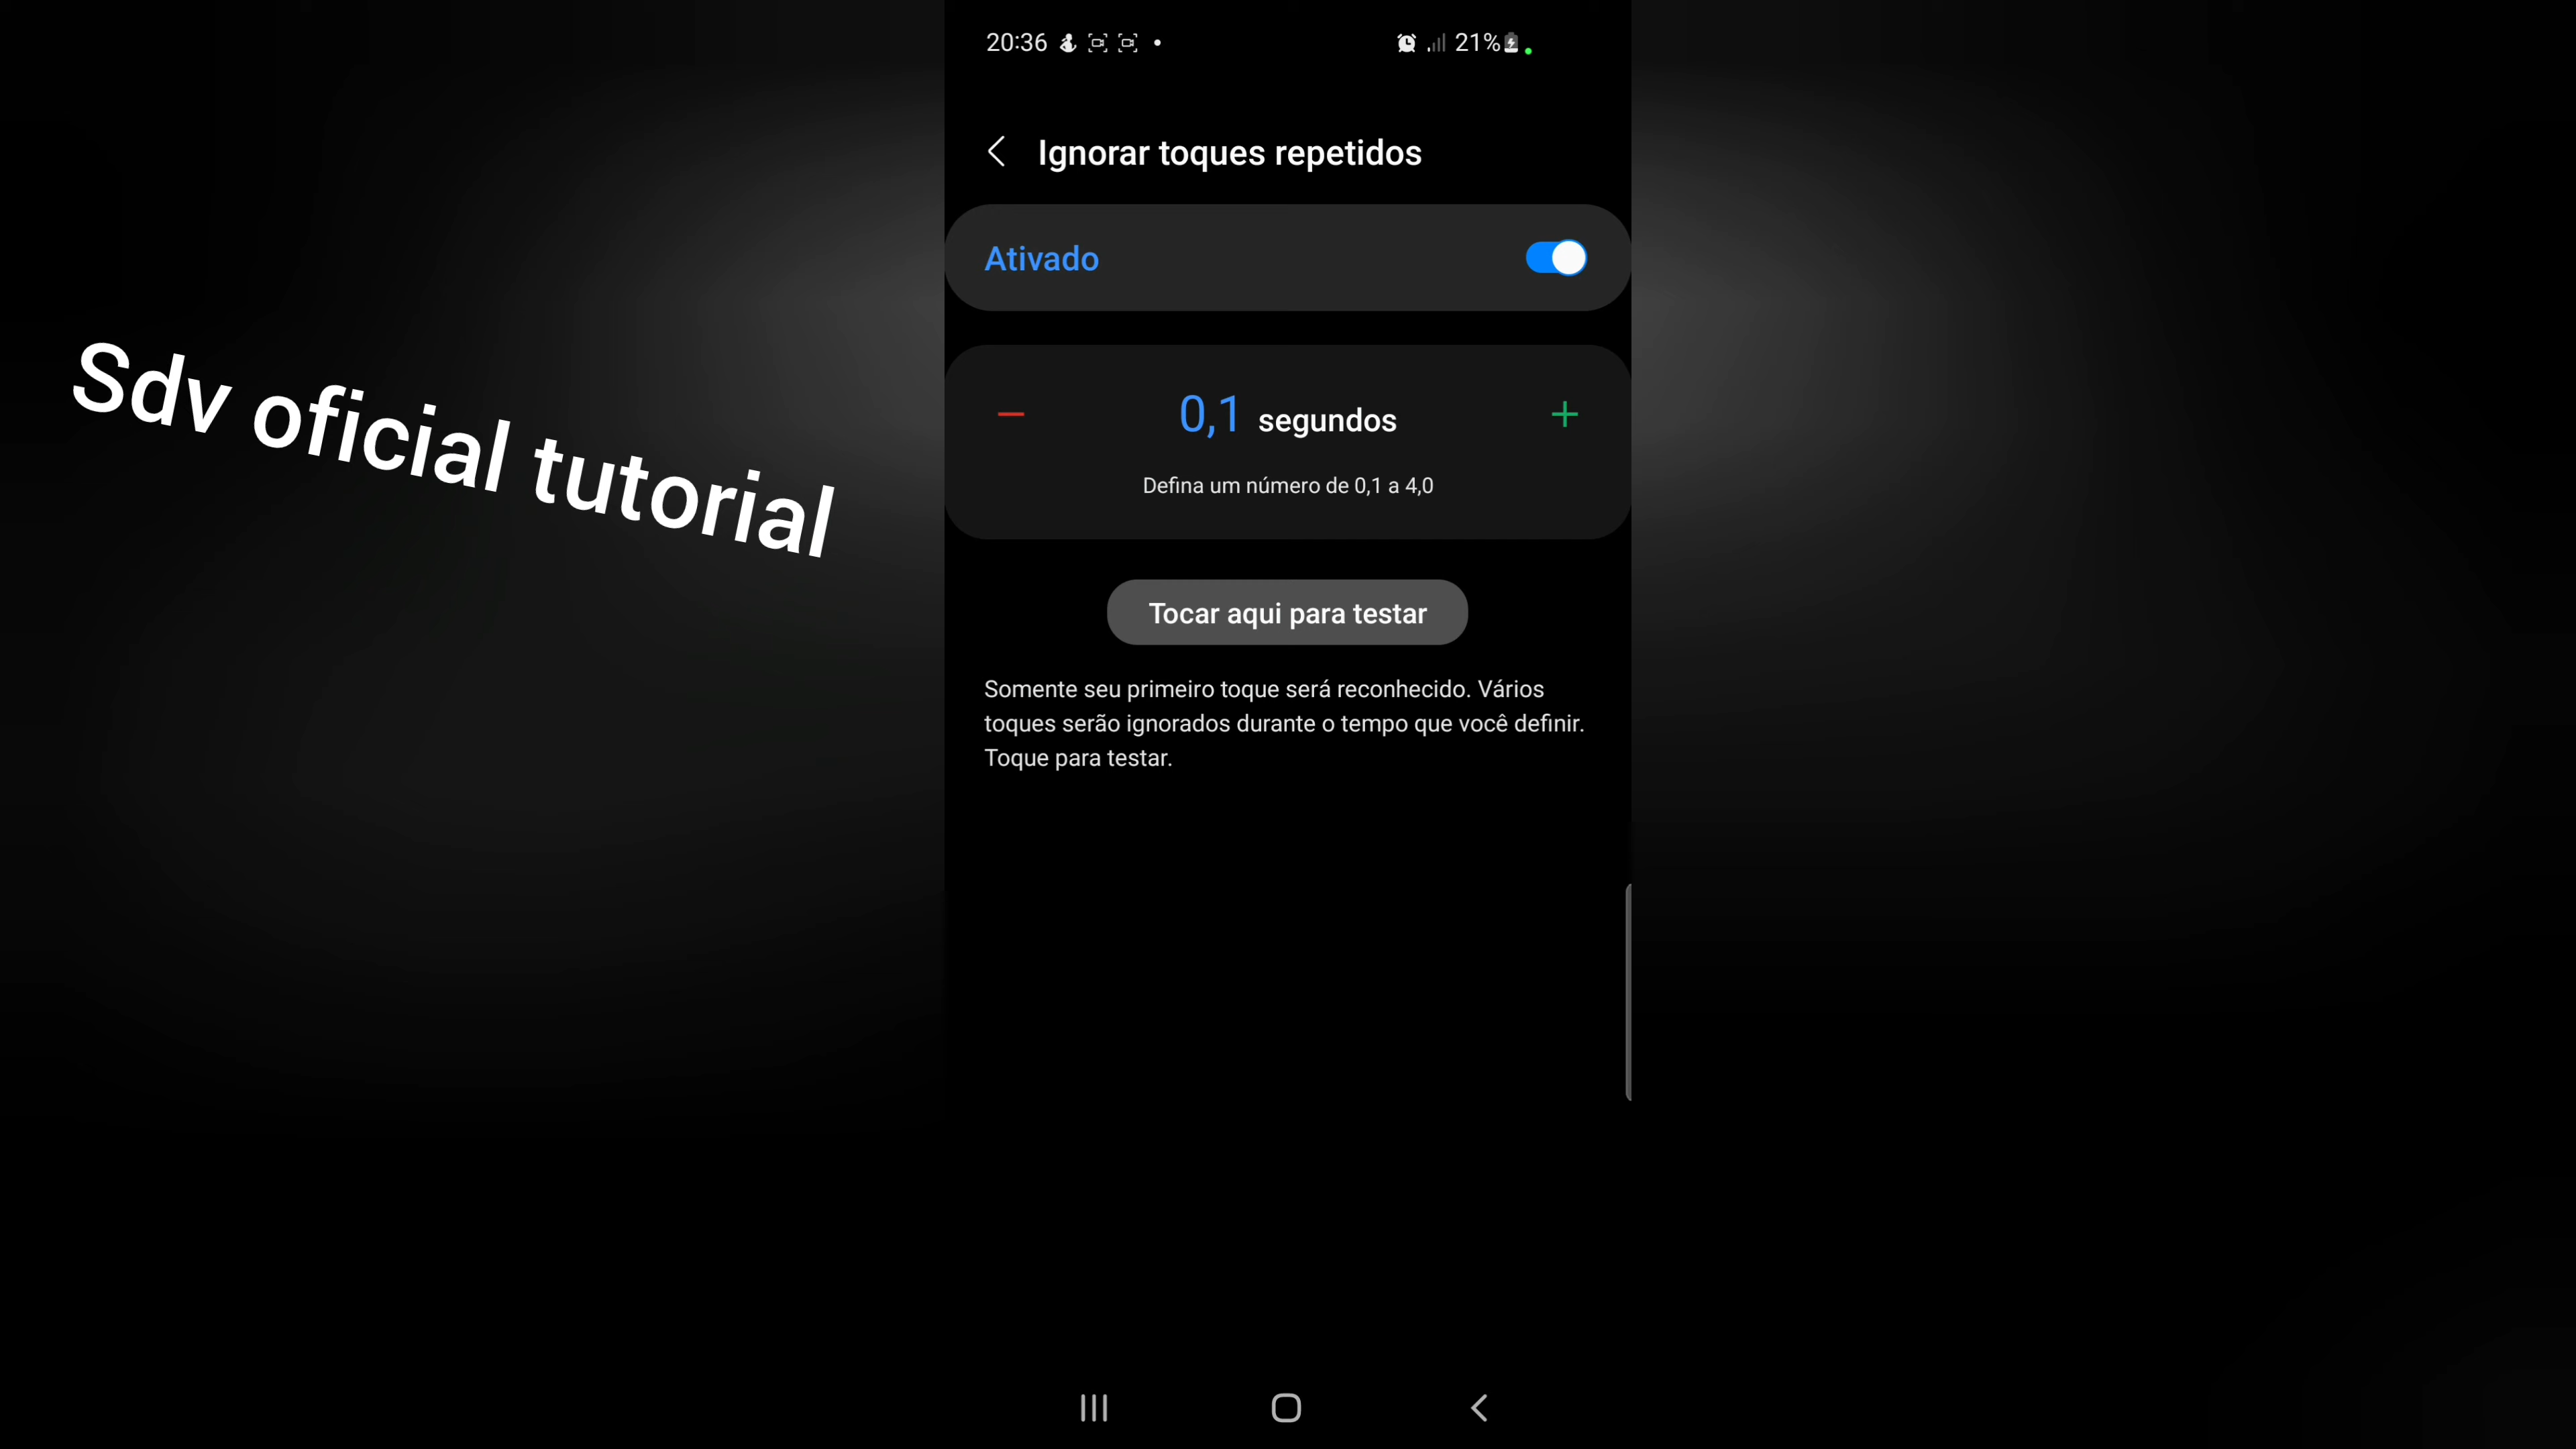 20:36
21%
Ignorar toques repetidos
Ativado
Sdv oficial tutorial
0,1 segundos
Defina um número de 0,1 a 4,0
Tocar aqui para testar
Somente seu primeiro toque será reconhecido. Vários
toques serão ignorados durante o tempo que você definir.
Toque para testar.